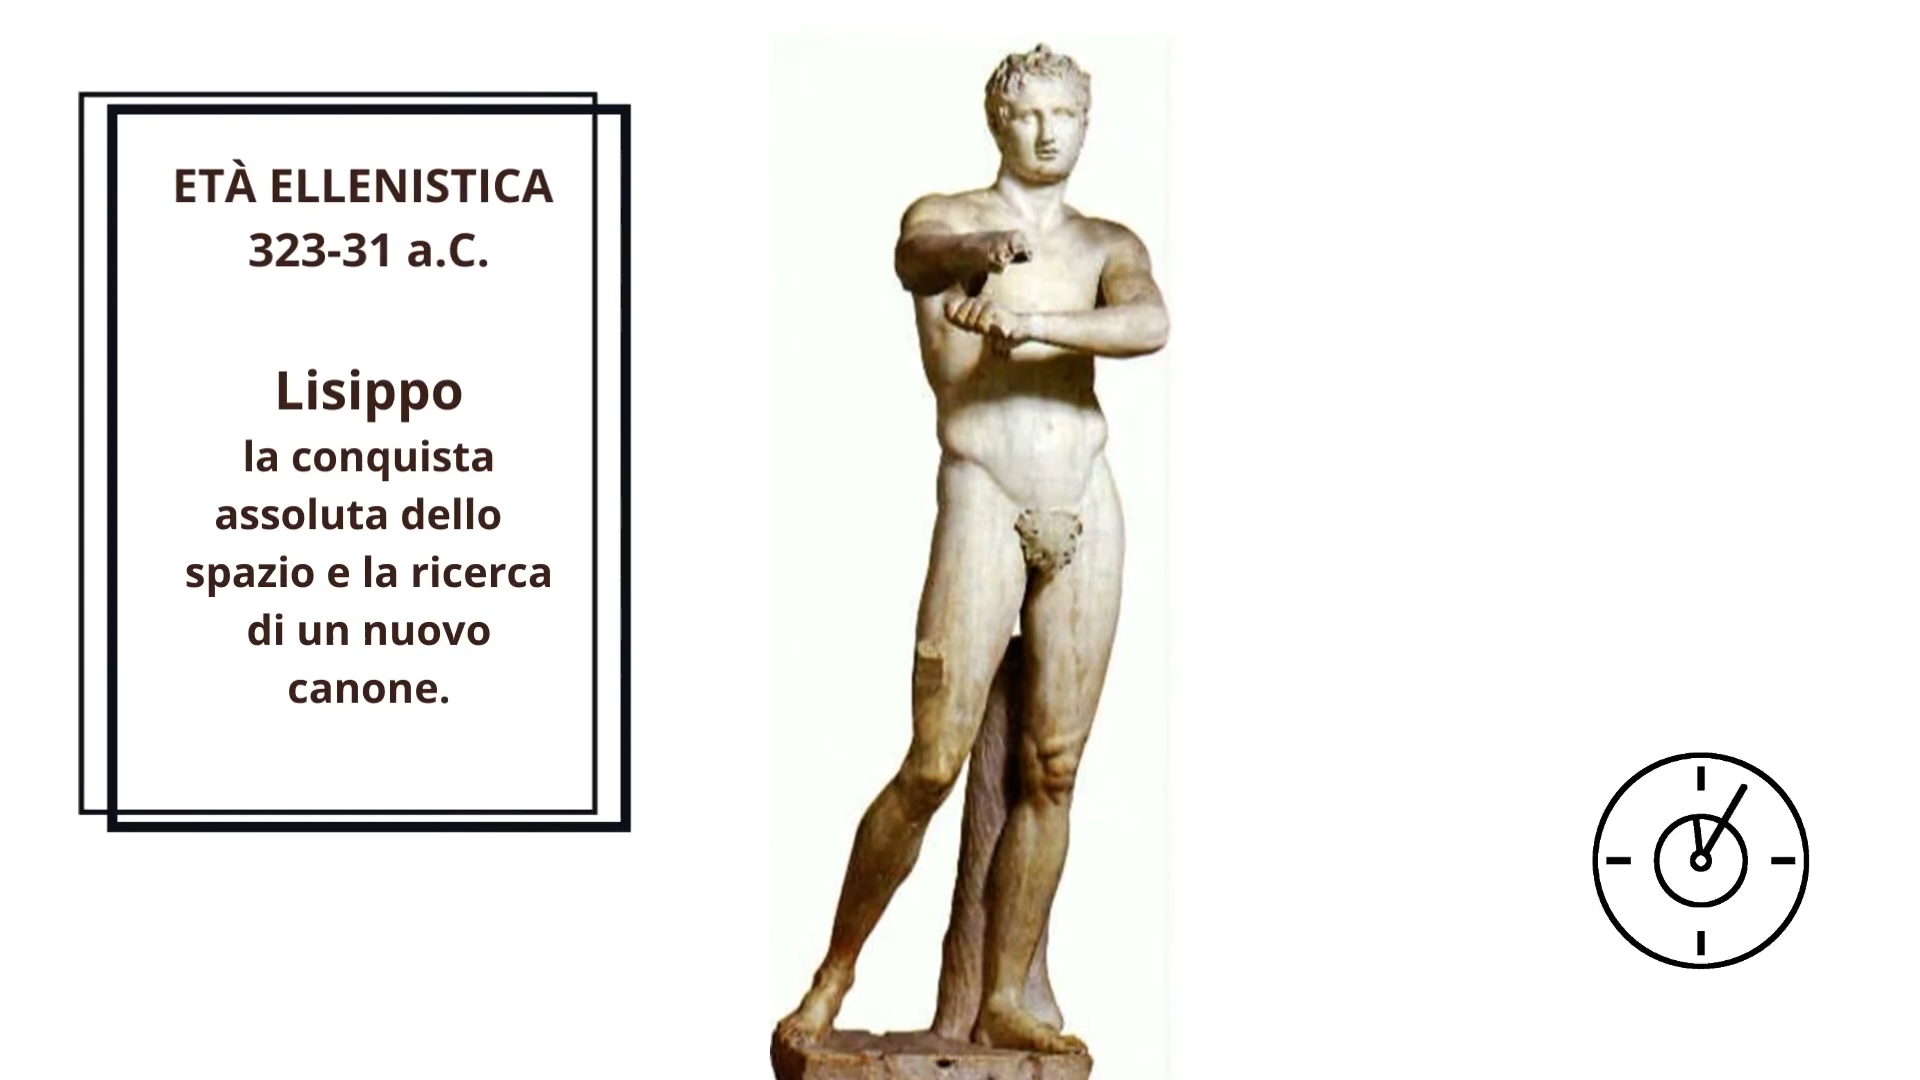 ETÀ ELLENISTICA
323-31 a.C.
Lisippo
la conquista
assoluta dello
spazio e la ricerca
di un nuovo
canone.